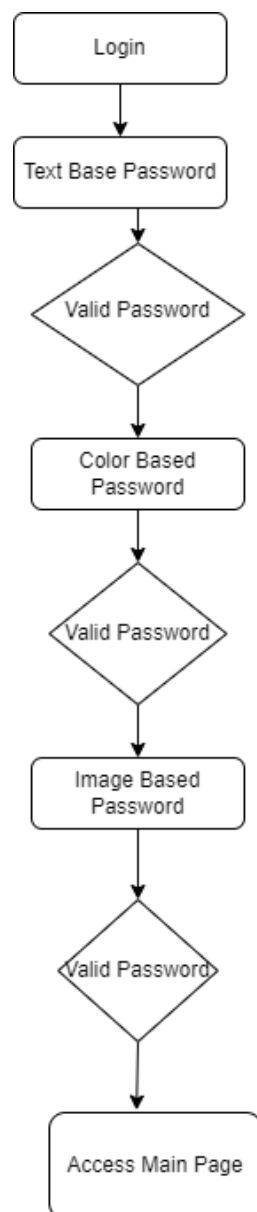 Login
Text Base Password
Valid Password
Color Based
Password
Valid Password
Image Based
Password
Valid Password
Access Main Page